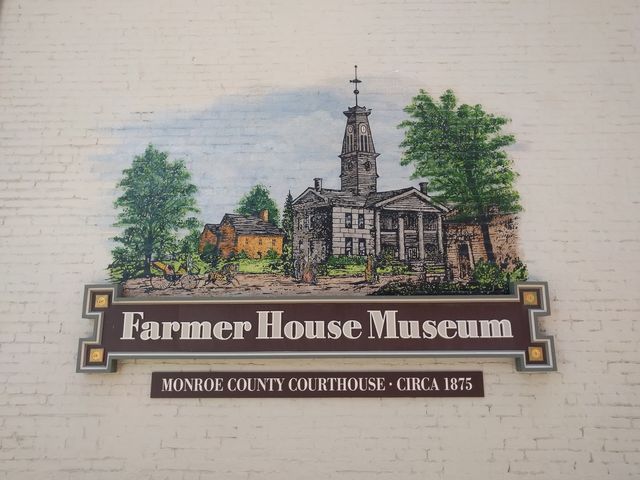 Farmer House Museum
MONROE COUNTY COURTHOUSE · CIRCA 1875